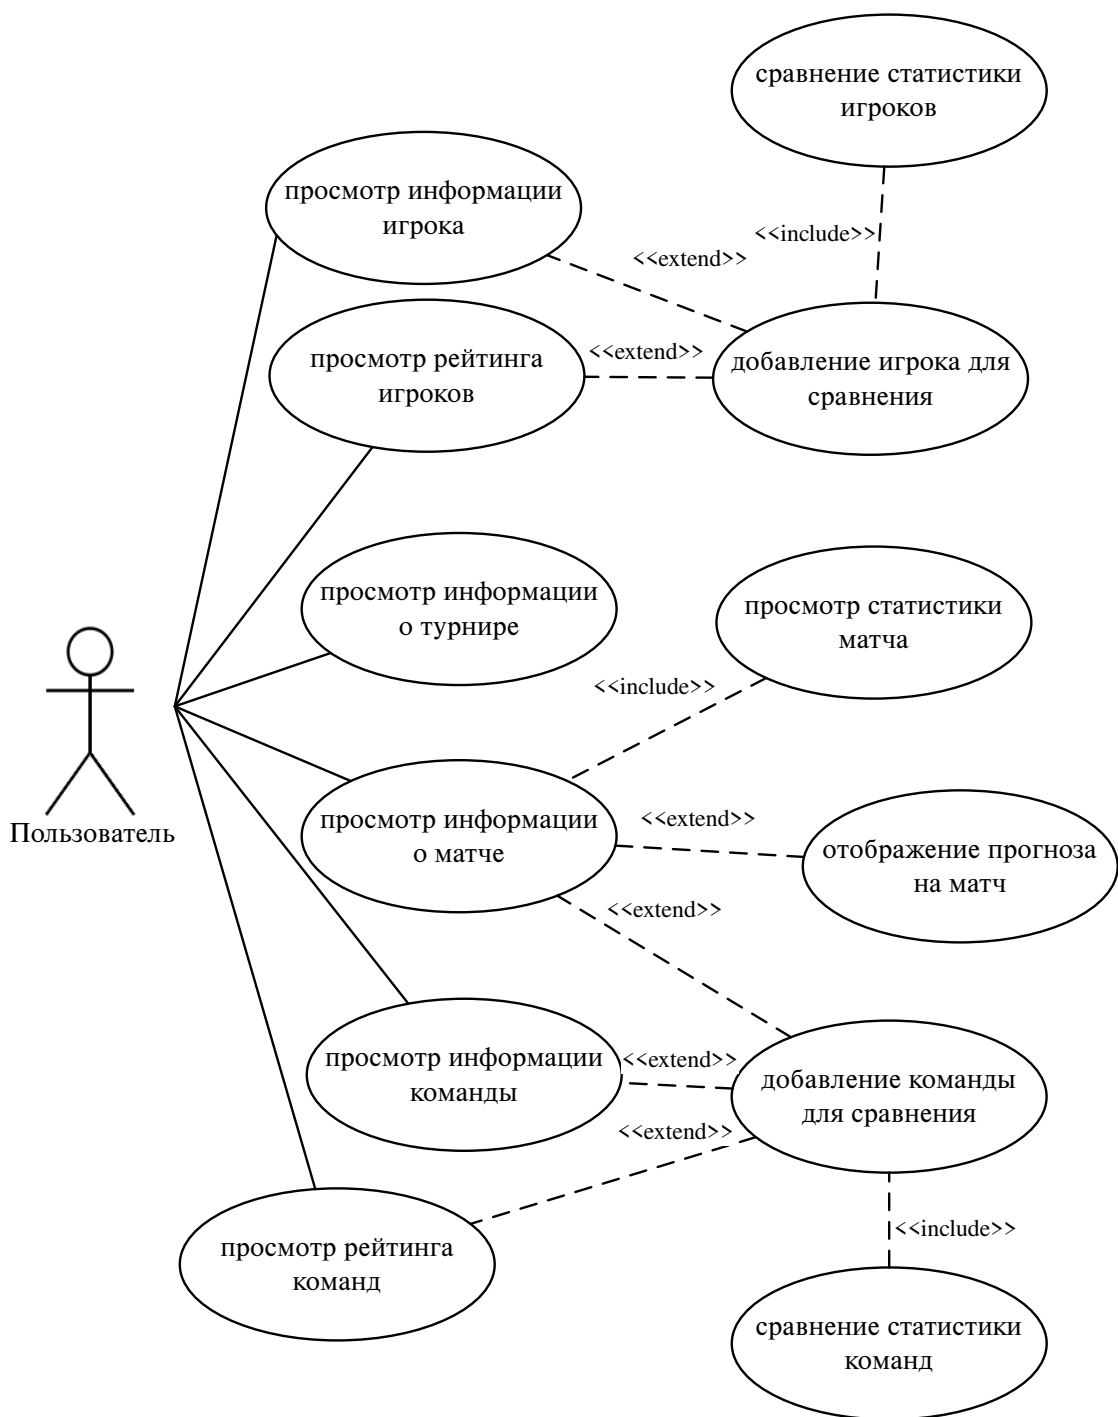 сравнение статистики
игроков
просмотр информации
игрока
<<include>>
<<extend>>
просмотр рейтинга
игроков
<<extend>>
добавление игрока для
сравнения
просмотр информации
о турнире
просмотр статистики
матча
<<include>>
Пользователь
просмотр информации
о матче
<<extend>>
отображение прогноза
на матч
<<extend>>
просмотр информации
команды
<<extend>>
добавление команды
для сравнения
<<extend>>
просмотр рейтинга
команд
<<include>>
сравнение статистики
команд